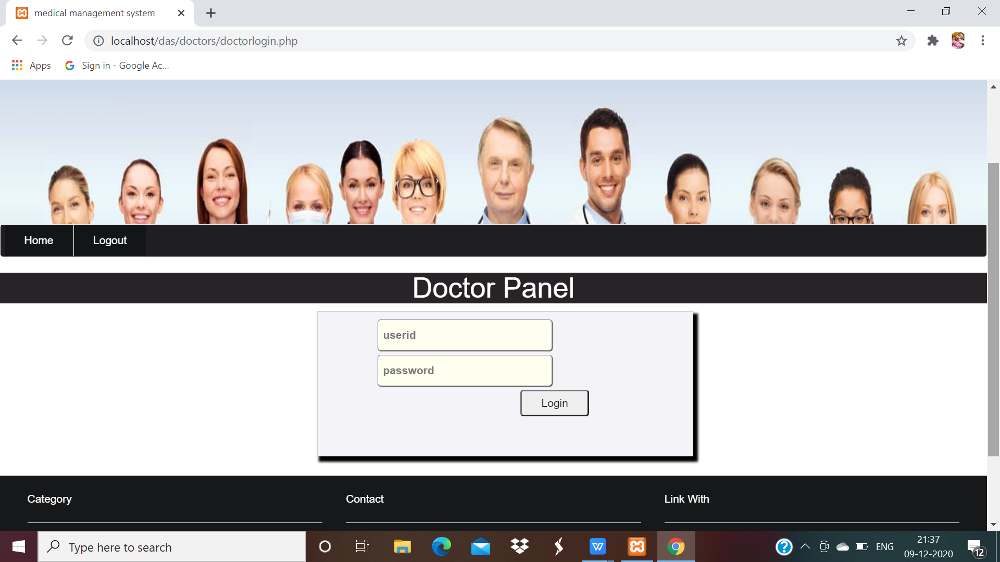 medical management system
localhost/das/doctors/doctorlogin.php
Apps
Sign in - Google Ac...
Home
Logout
Doctor Panel
userid
password
Login
Category
Contact
Link With
Type here to search
ENG
21:37
09-12-2020
12